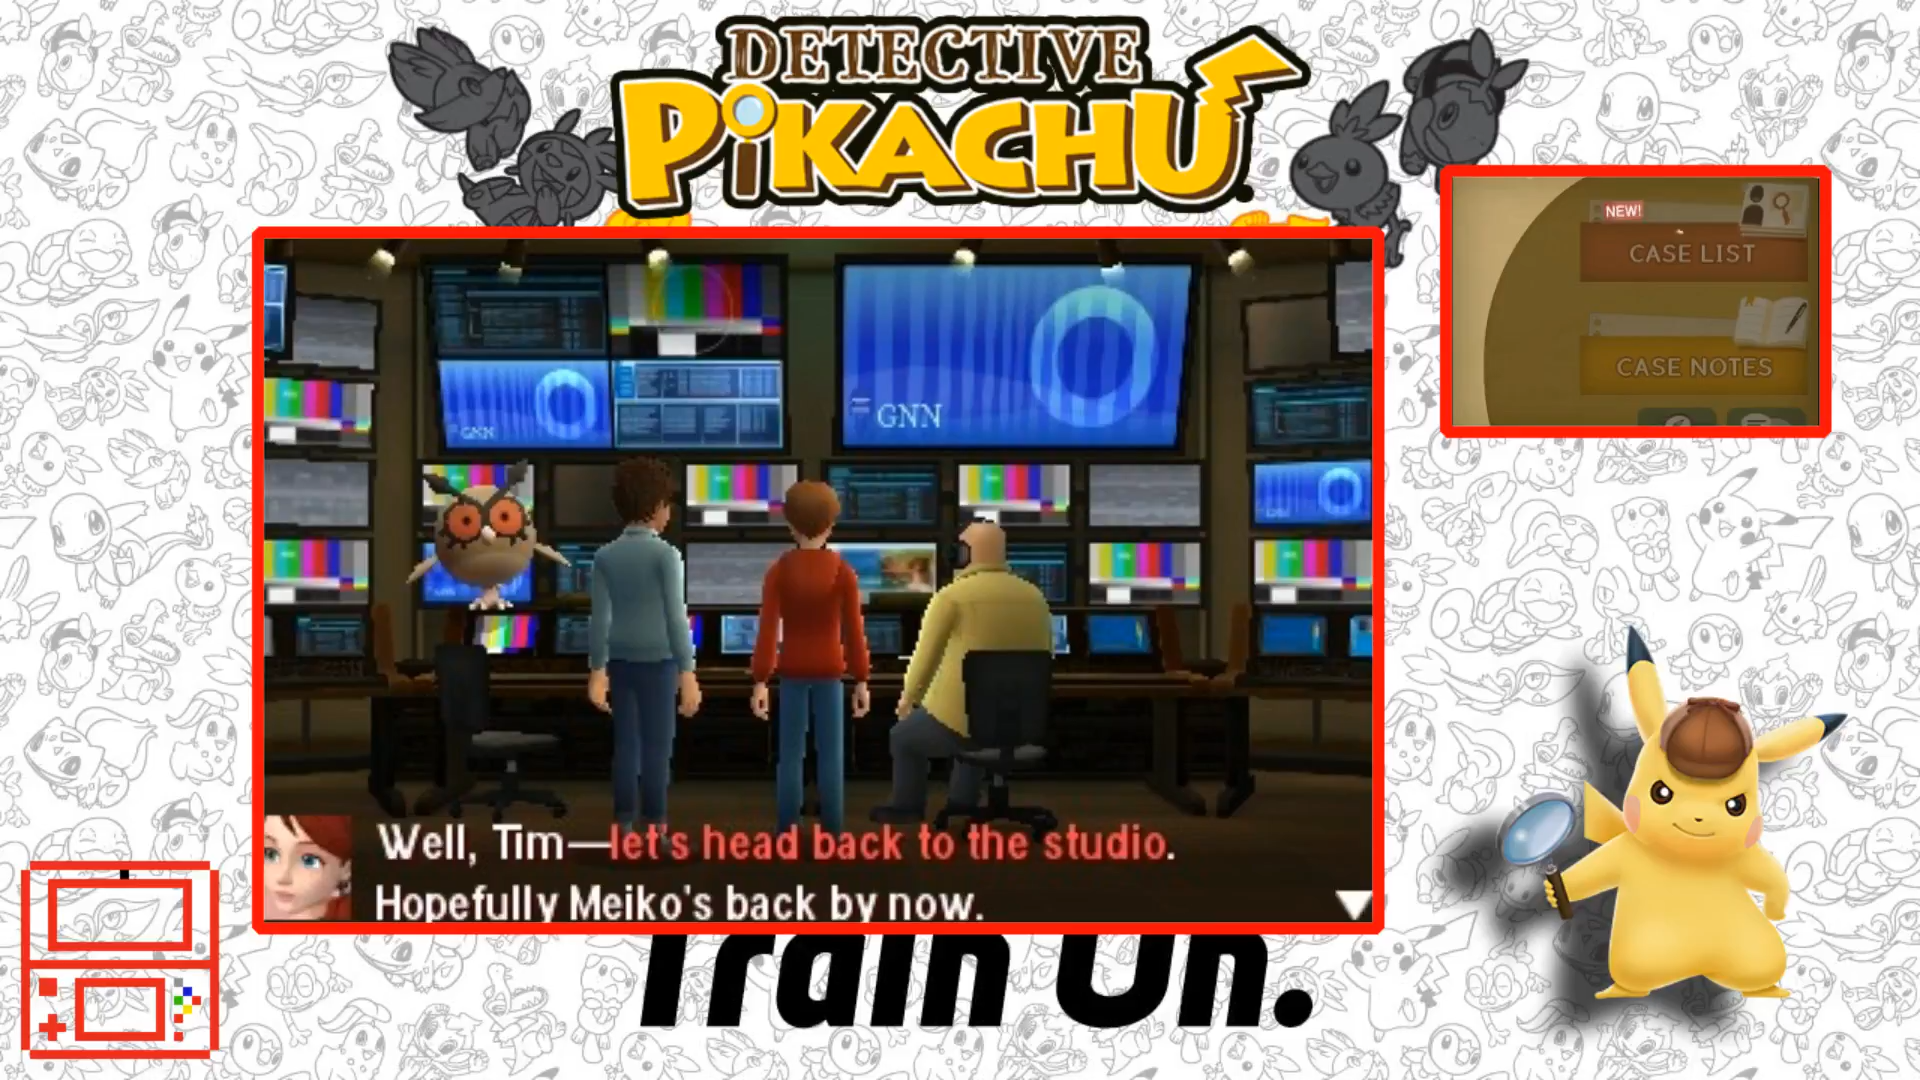 DETECTIVE
PiKACHU
NEW!
CASE LIST
CASE NOTES
GNN
GNN
Well, Tim—let's head back to the studio.
Hopefully Meiko's back by now.
Train On.